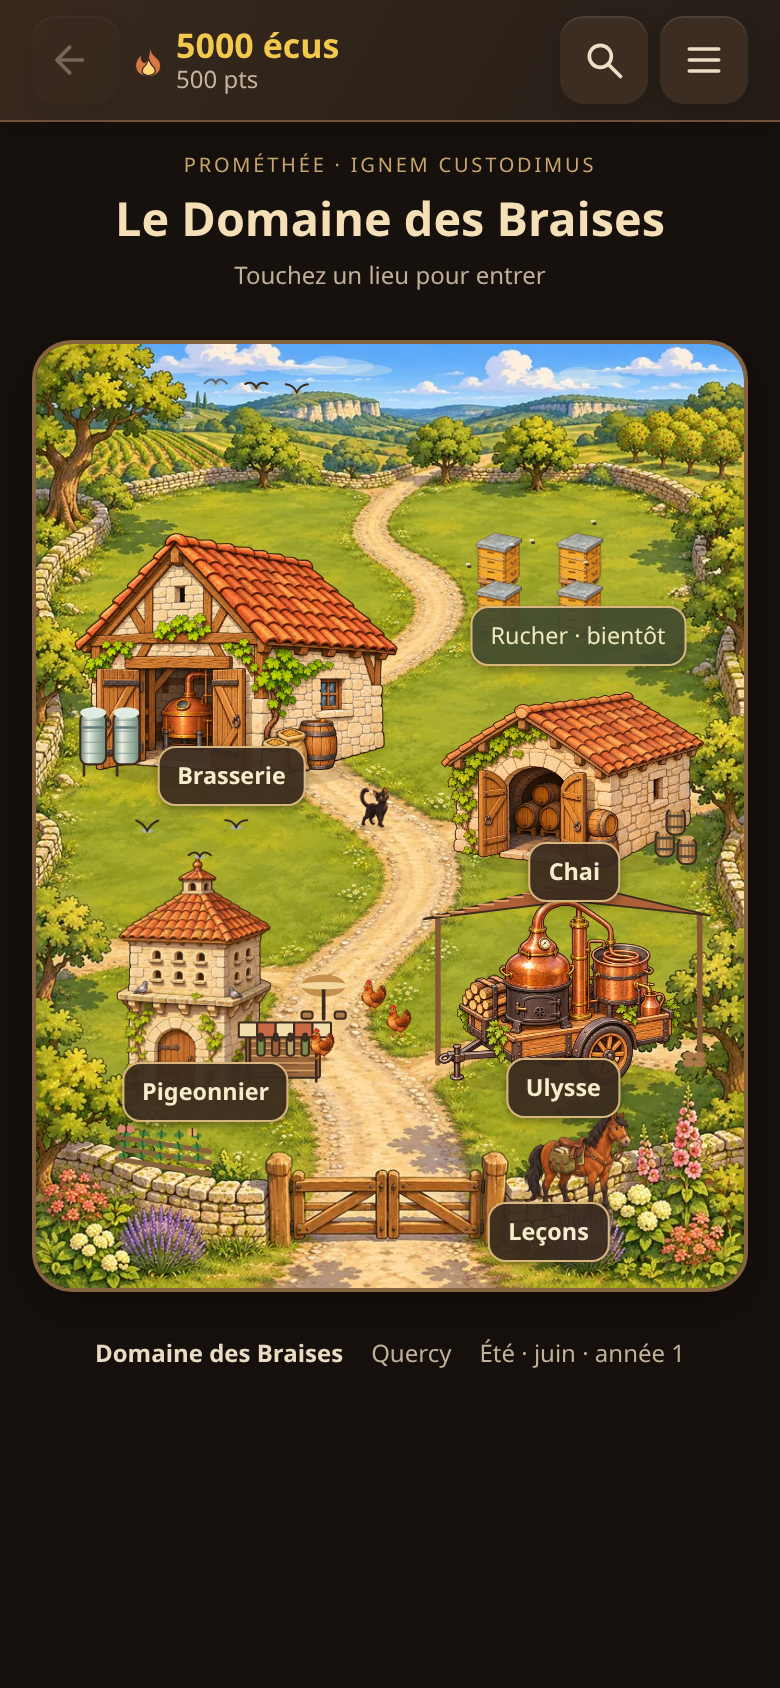 5000 écus
500 pts
PROMÉTHÉE · IGNEM CUSTODIMUS
Le Domaine des Braises
Touchez un lieu pour entrer
Rucher · bientôt
Brasserie
Chai
Pigeonnier
Ulysse
Leçons
Domaine des Braises Quercy Été · juin · année 1